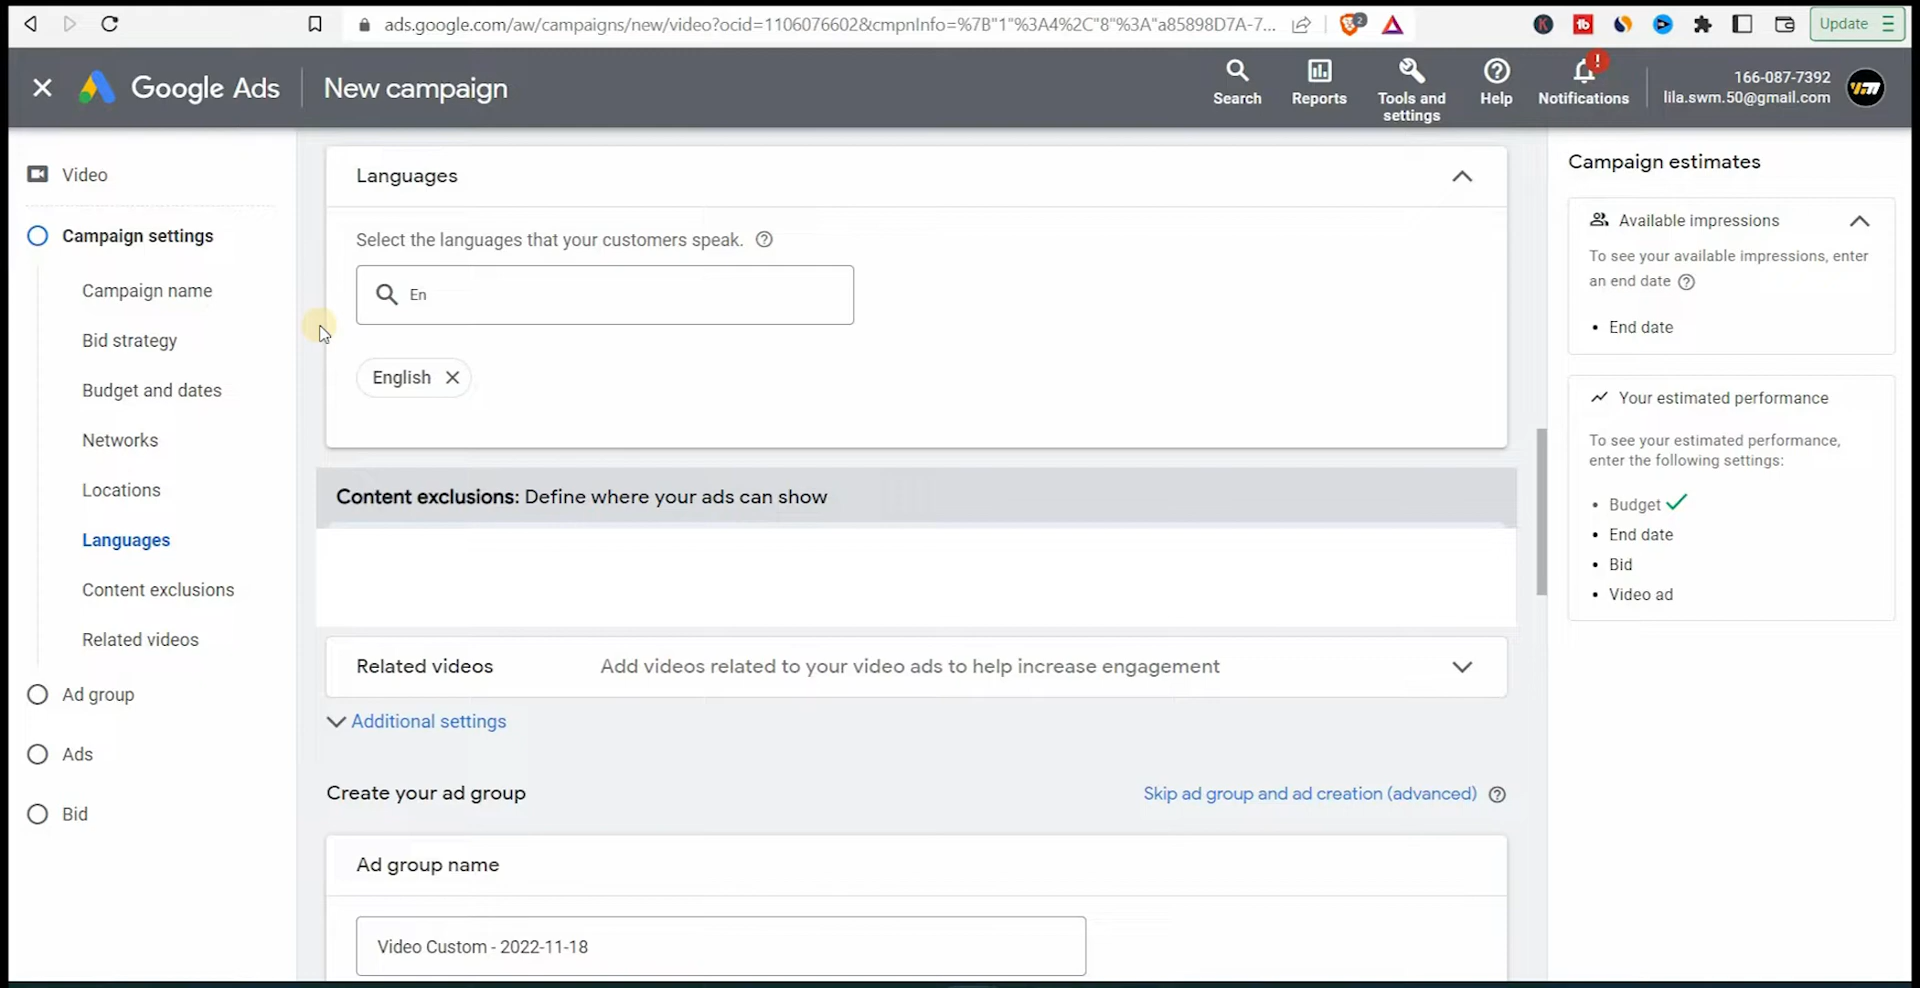 ads.google.com/aw/campaigns/new/video?ocid=1106076602&cmpnInfo=%7B"1"%3A4%2C"8"%3A"a85898D7A-7...
2
Update
Google Ads
New campaign
Search
Reports
Tools and
settings
Help
!
Notifications
166-087-7392
lila.swm.50@gmail.com
Video
Campaign settings
Campaign name
Bid strategy
Budget and dates
Networks
Locations
Languages
Content exclusions
Related videos
Ad group
Ads
Bid
Languages
Select the languages that your customers speak.
En
English
Content exclusions: Define where your ads can show
Related videos
Add videos related to your video ads to help increase engagement
Additional settings
Create your ad group
Skip ad group and ad creation (advanced)
Ad group name
Video Custom - 2022-11-18
Campaign estimates
Available impressions
To see your available impressions, enter
an end date
• End date
Your estimated performance
To see your estimated performance,
enter the following settings:
• Budget
• End date
• Bid
• Video ad